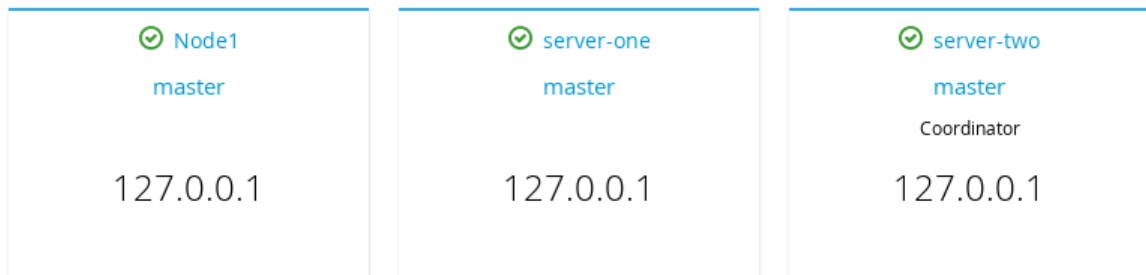 Node1
master
127.0.0.1
server-one
master
127.0.0.1
server-two
master
Coordinator
127.0.0.1